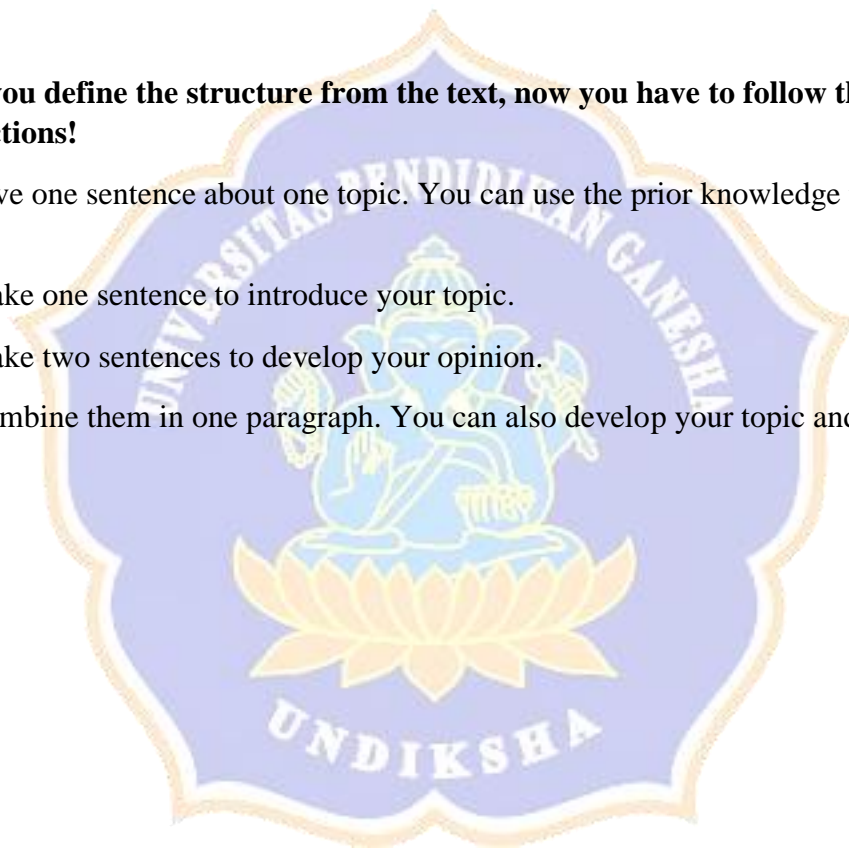 you define the structure from the text, now you have to follow th
ctions!
ve one sentence about one topic. You can use the prior knowledge
ake one sentence to introduce your topic.
ake two sentences to develop your opinion.
mbine them in one paragraph. You can also develop your topic and
UNIVERSITAS PENDIDIKAN GANESHA
UNDIKSHA